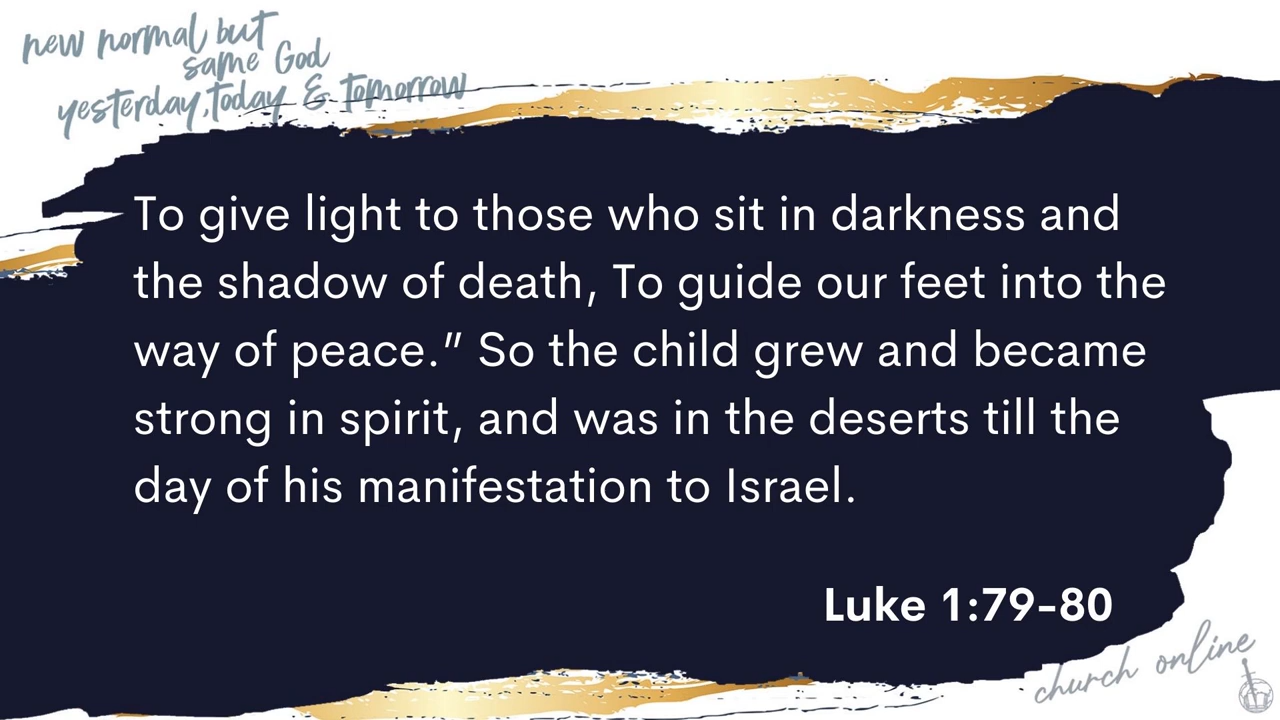 new normal but
same God
yesterday, today & tomorrow
To give light to those who sit in darkness and
the shadow of death, To guide our feet into the
way of peace.” So the child grew and became
strong in spirit, and was in the deserts till the
day of his manifestation to Israel.
Luke 1:79-80
church online